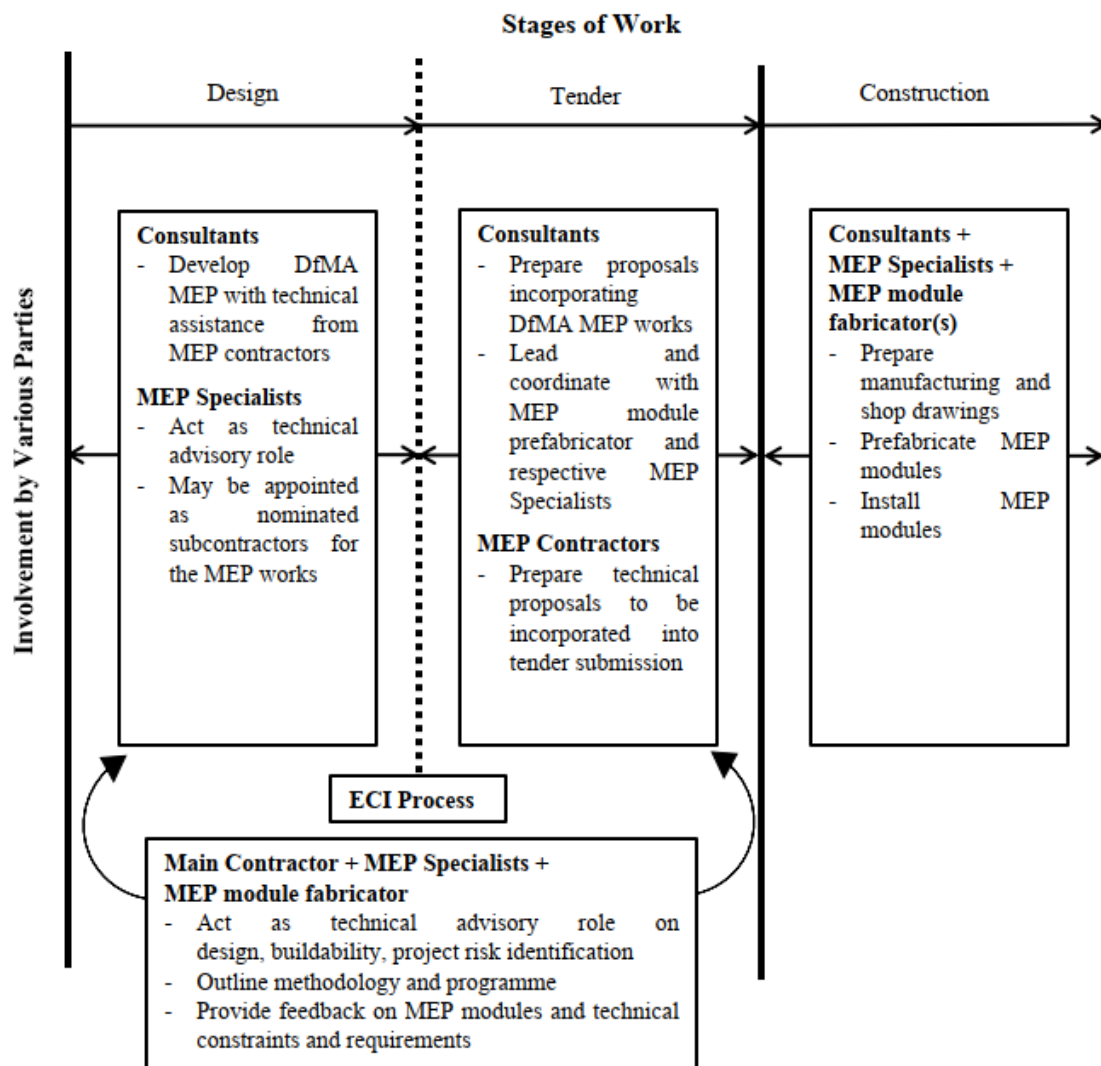 Stages of Work
Design
Tender
Construction
Involvement by Various Parties
Consultants
- Develop DfMA
MEP with technical
assistance from
MEP contractors
MEP Specialists
- Act as technical
advisory role
- May be appointed
as nominated
subcontractors for
the MEP works
Consultants
- Prepare proposals
incorporating
DfMA MEP works
- Lead and
coordinate with
MEP module
prefabricator and
respective MEP
Specialists
MEP Contractors
- Prepare technical
proposals to be
incorporated into
tender submission
Consultants +
MEP Specialists +
MEP module
fabricator(s)
- Prepare
manufacturing and
shop drawings
- Prefabricate MEP
modules
- Install MEP
modules
ECI Process
Main Contractor + MEP Specialists +
MEP module fabricator
- Act as technical advisory role on
design, buildability, project risk identification
- Outline methodology and programme
- Provide feedback on MEP modules and technical
constraints and requirements